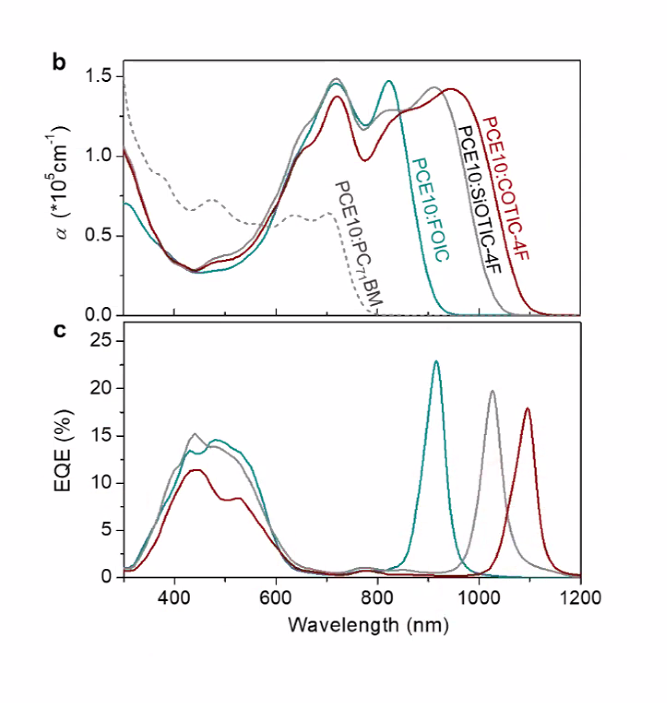 b
α (*10⁵cm⁻¹)
1.5
1.0
0.5
0.0
PCE10:PC₇₁BM
PCE10:FOIC
PCE10:SiOTIC-4F
PCE10:COTIC-4F
c
EQE (%)
25
20
15
10
5
0
400 600 800 1000 1200
Wavelength (nm)